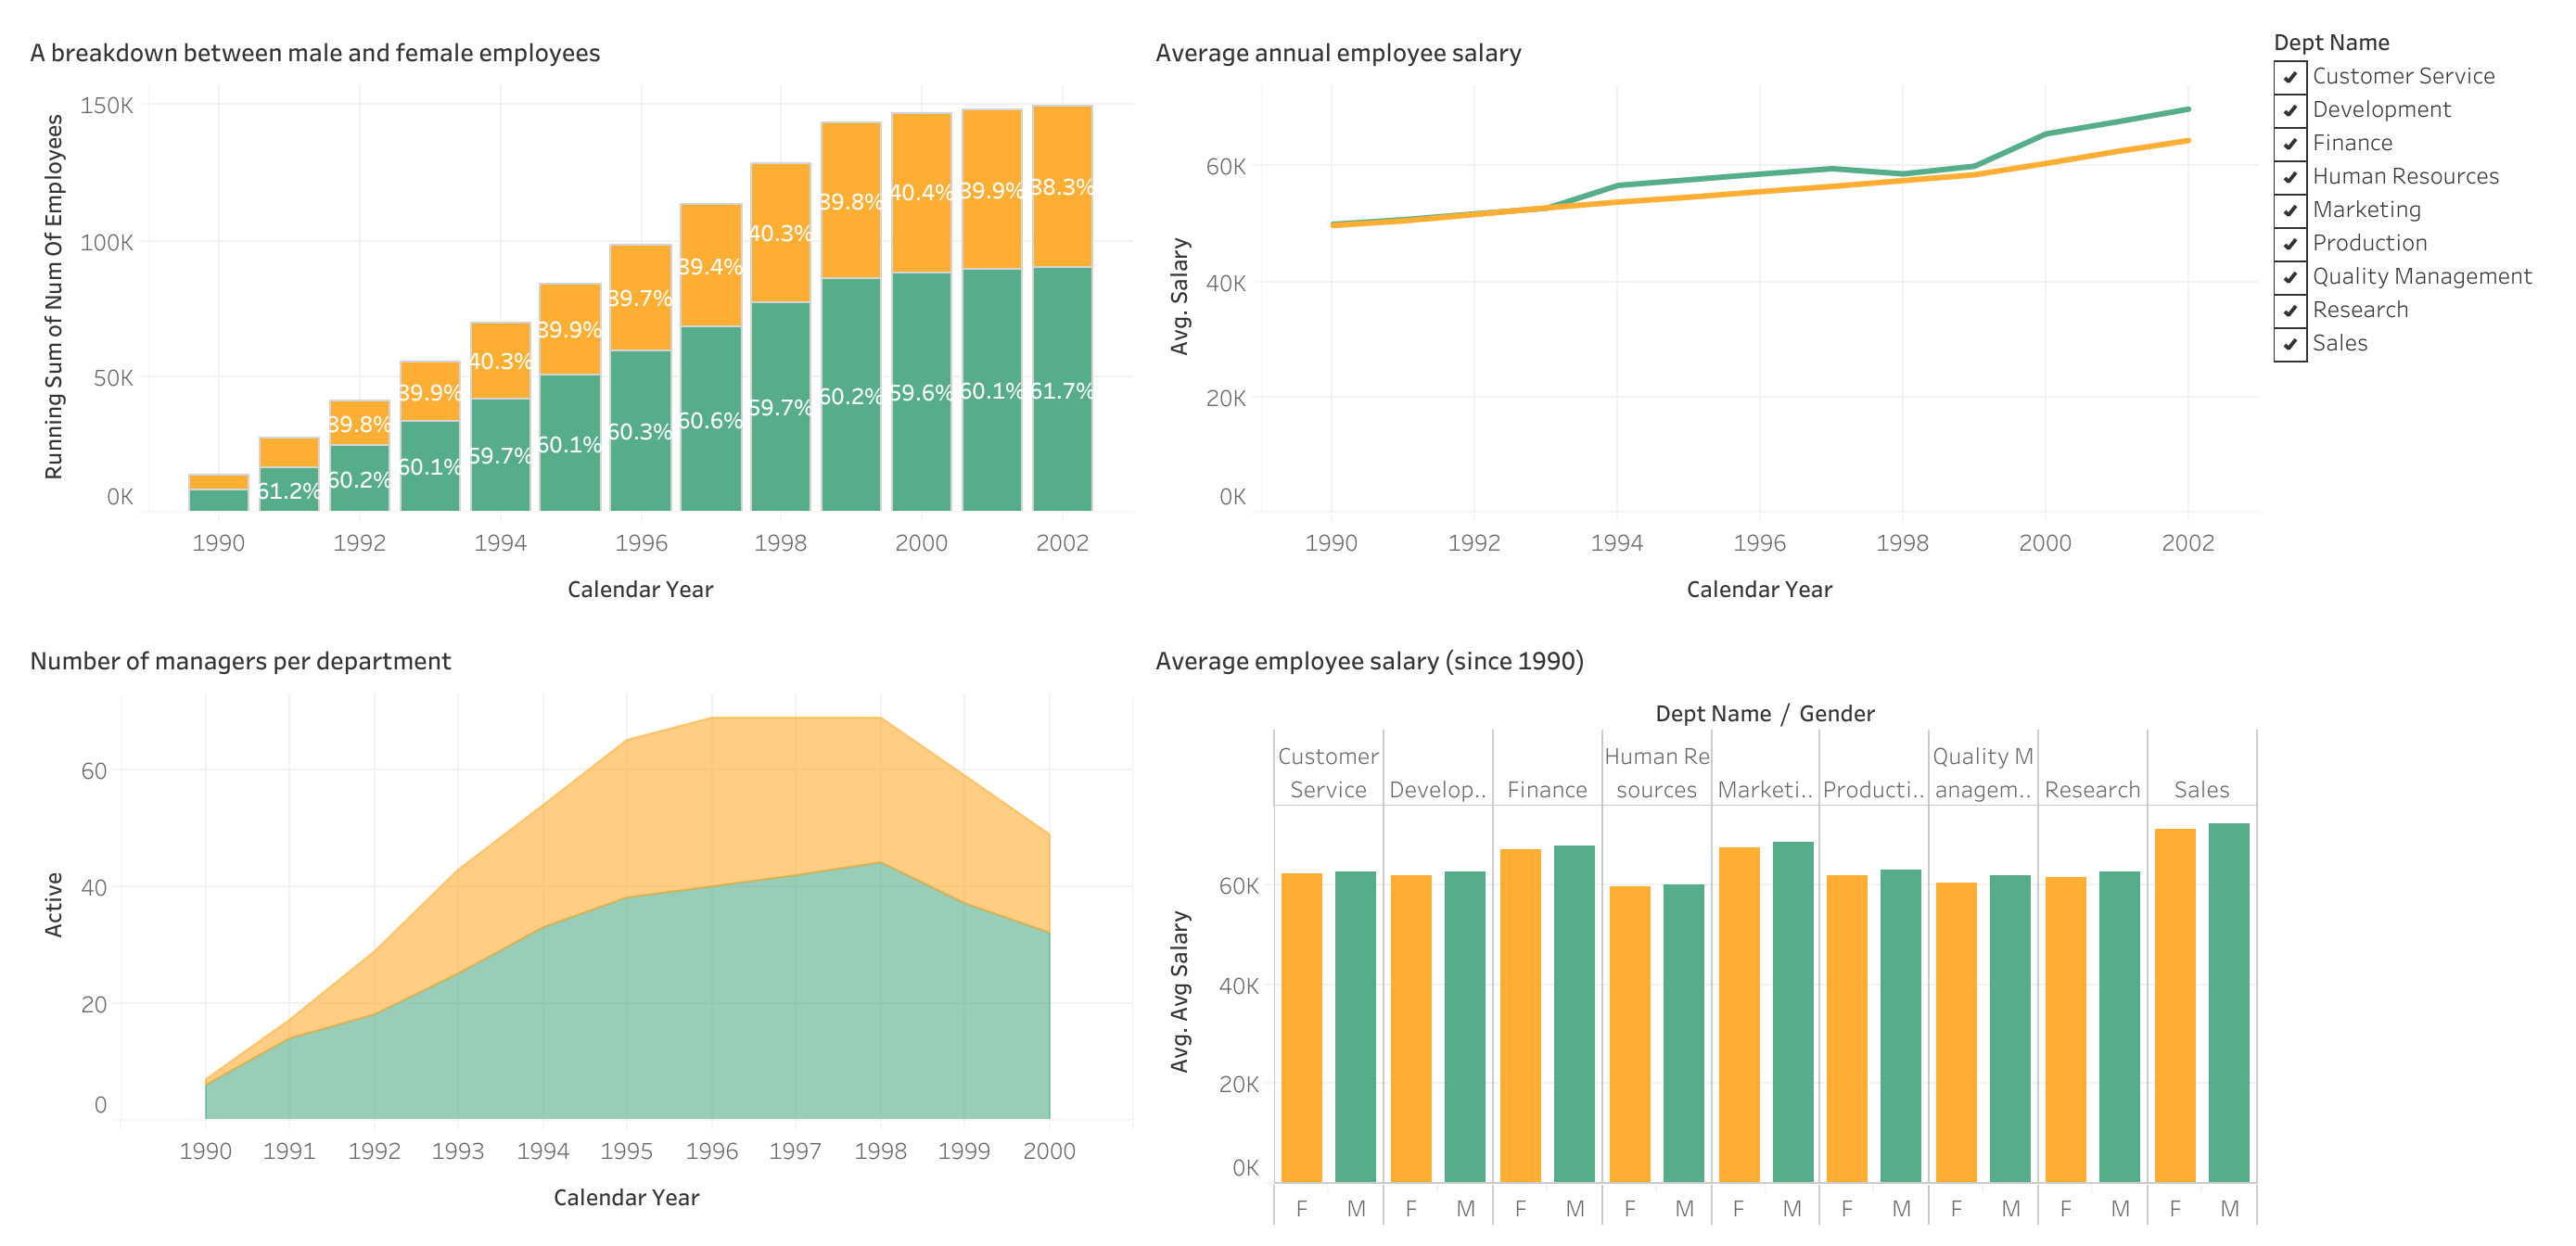 A breakdown between male and female employees
Running Sum of Num Of Employees
150K
100K
50K
0K
39.8%
39.9%
40.3%
39.9%
39.7%
39.4%
40.3%
39.8%
40.4%
39.9%
38.3%
61.2%
60.2%
60.1%
59.7%
60.1%
60.3%
60.6%
59.7%
60.2%
59.6%
60.1%
61.7%
1990 1992 1994 1996 1998 2000 2002
Calendar Year
Average annual employee salary
Avg. Salary
60K
40K
20K
0K
1990 1992 1994 1996 1998 2000 2002
Calendar Year
Dept Name
Customer Service
Development
Finance
Human Resources
Marketing
Production
Quality Management
Research
Sales
Number of managers per department
Active
60
40
20
0
1990 1991 1992 1993 1994 1995 1996 1997 1998 1999 2000
Calendar Year
Average employee salary (since 1990)
Dept Name / Gender
Customer Human Re Quality M
Service Develop.. Finance sources Marketi.. Producti.. anagem.. Research Sales
Avg. Avg Salary
60K
40K
20K
0K
F M F M F M F M F M F M F M F M F M